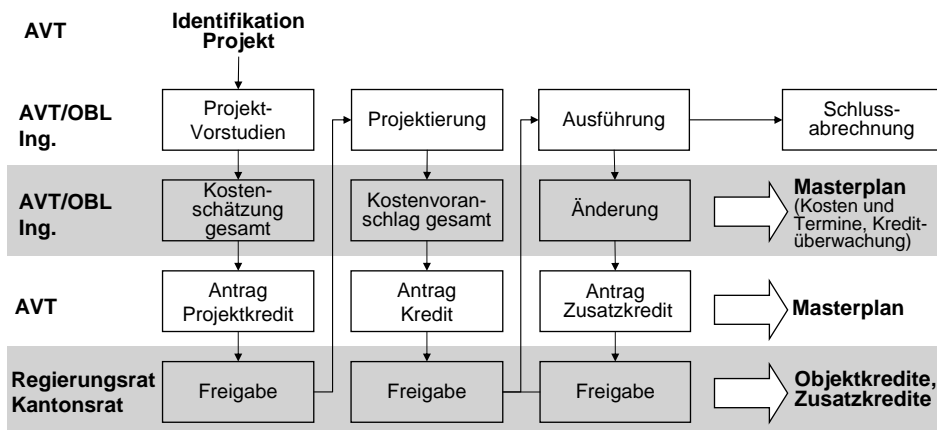 AVT
Identifikation
Projekt
AVT/OBL
Ing.
Projekt-
Vorstudien
Projektierung
Ausführung
Schluss-
abrechnung
AVT/OBL
Ing.
Kosten-
schätzung
gesamt
Kostenvoran-
schlag gesamt
Änderung
Masterplan
(Kosten und
Termine, Kredit-
überwachung)
AVT
Antrag
Projektkredit
Antrag
Kredit
Antrag
Zusatzkredit
Masterplan
Regierungsrat
Kantonsrat
Freigabe
Freigabe
Freigabe
Objektkredite,
Zusatzkredite